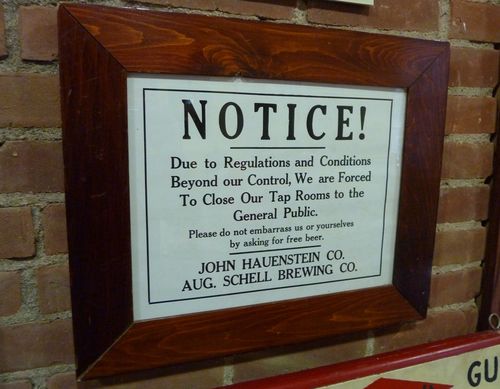 NOTICE!
Due to Regulations and Conditions
Beyond our Control, We are Forced
To Close Our Tap Rooms to the
General Public.
Please do not embarrass us or yourselves
by asking for free beer.
JOHN HAUENSTEIN CO.
AUG. SCHELL BREWING CO.
GU